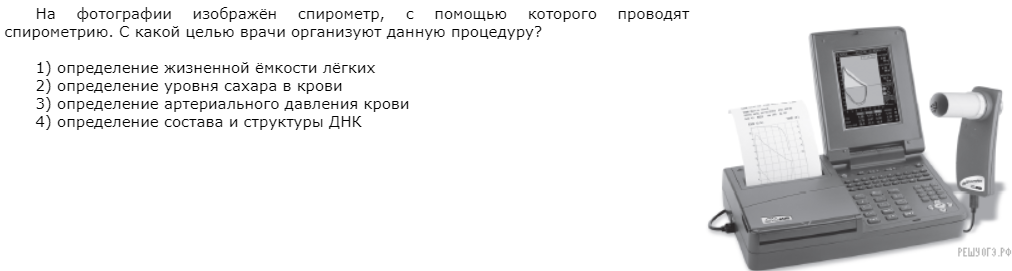 На фотографии изображён спирометр, с помощью которого проводят
спирометрию. С какой целью врачи организуют данную процедуру?
1) определение жизненной ёмкости лёгких
2) определение уровня сахара в крови
3) определение артериального давления крови
4) определение состава и структуры ДНК
РЕШУОГЭ.РФ